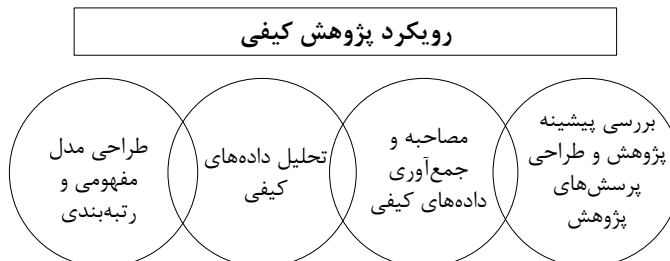 رویکرد پژوهش کیفی
بررسی پیشینه
پژوهش و طراحی
پرسش‌های
پژوهش
مصاحبه و
جمع‌آوری
داده‌های کیفی
تحلیل داده‌های
کیفی
طراحی مدل
مفهومی و
رتبه‌بندی